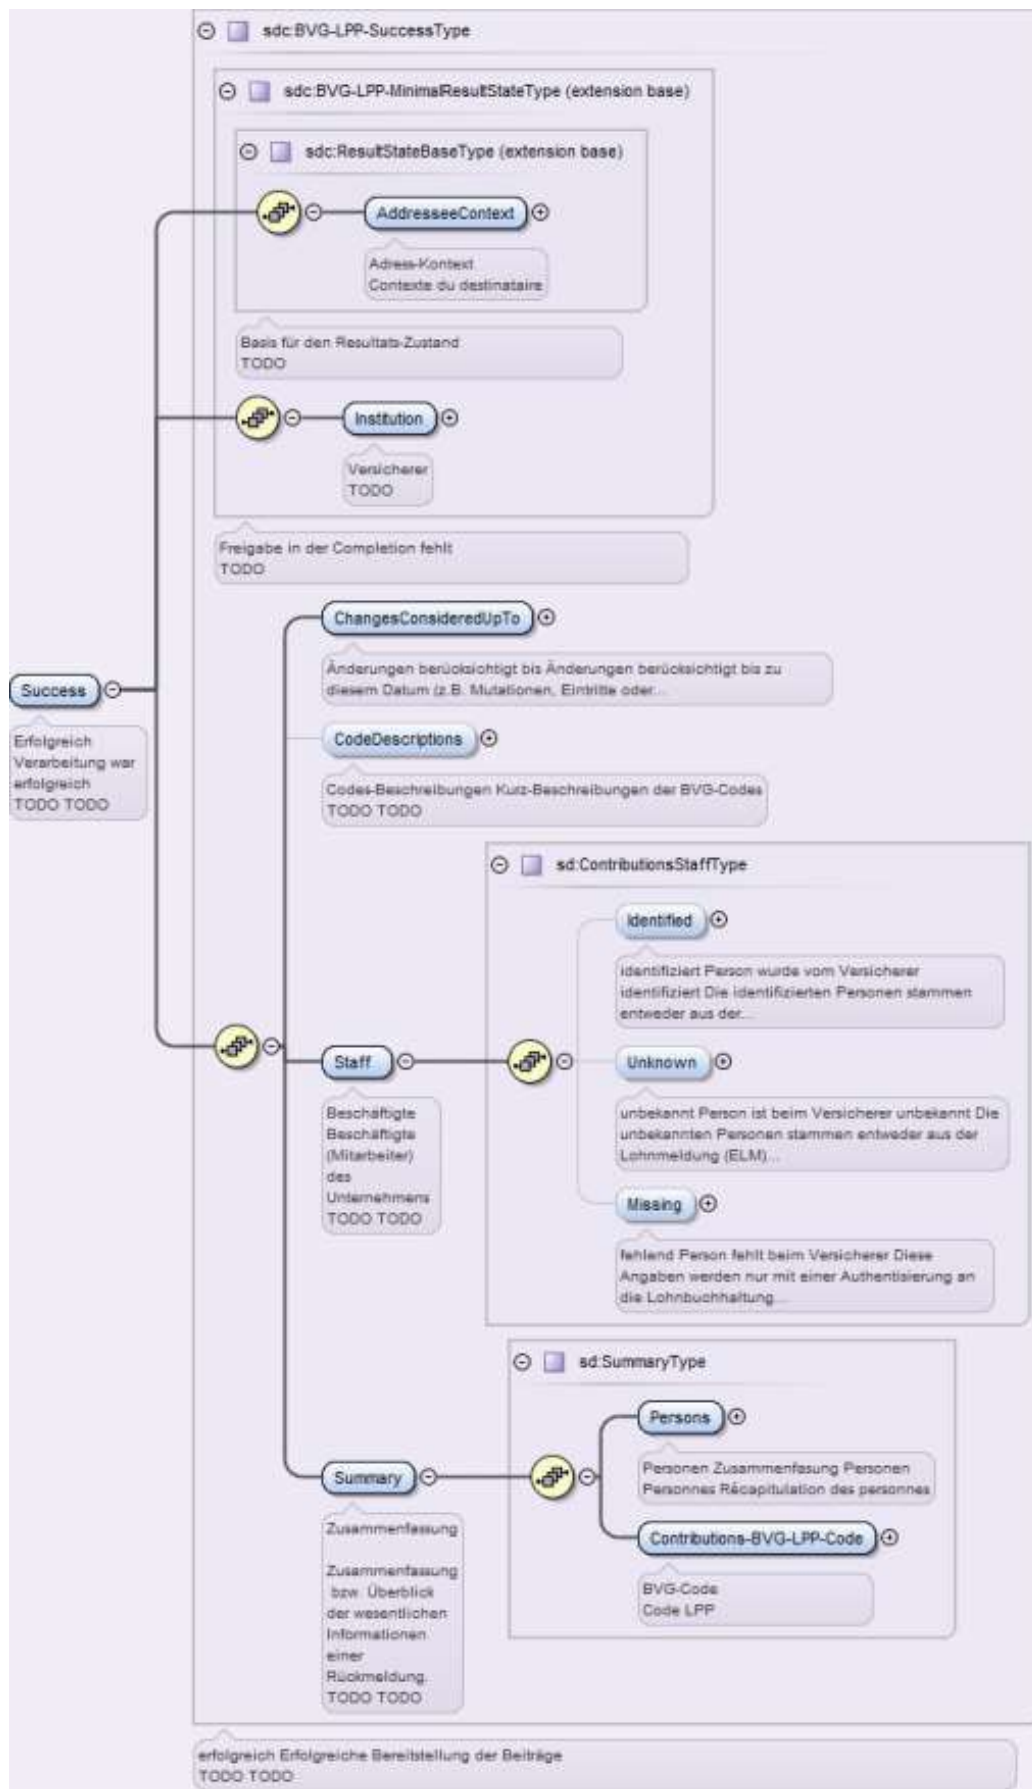 sdc:BVG-LPP-SuccessType
sdc:BVG-LPP-MinimalResultStateType (extension base)
sdc:ResultStateBaseType (extension base)
AddresseeContext
Adress-Kontext
Contexte du destinataire
Basis für den Resultats-Zustand
TODO
Institution
Versicherer
TODO
Freigabe in der Completion fehlt
TODO
ChangesConsideredUpTo
Änderungen berücksichtigt bis Änderungen berücksichtigt bis zu
diesem Datum (z.B. Mutationen, Eintritte oder...
Success
Erfolgreich
Verarbeitung war
erfolgreich
TODO TODO
CodeDescriptions
Codes-Beschreibungen Kurz-Beschreibungen der BVG-Codes
TODO TODO
sd:ContributionsStaffType
Identified
identifiziert Person wurde vom Versicherer
identifiziert Die identifizierten Personen stammen
entweder aus der...
Staff
Beschäftigte
Beschäftigte
(Mitarbeiter)
des
Unternehmens
TODO TODO
Unknown
unbekannt Person ist beim Versicherer unbekannt Die
unbekannten Personen stammen entweder aus der
Lohnmeldung (ELM)...
Missing
fehlend Person fehlt beim Versicherer Diese
Angaben werden nur mit einer Authentisierung an
die Lohnbuchhaltung...
sd:SummaryType
Persons
Personen Zusammenfasung Personen
Personnes Récapitulation des personnes
Summary
Zusammenfassung
Zusammenfassung
bzw. Überblick
der wesentlichen
Informationen
einer
Rückmeldung.
TODO TODO
Contributions-BVG-LPP-Code
BVG-Code
Code LPP
erfolgreich Erfolgreiche Bereitstellung der Beiträge
TODO TODO